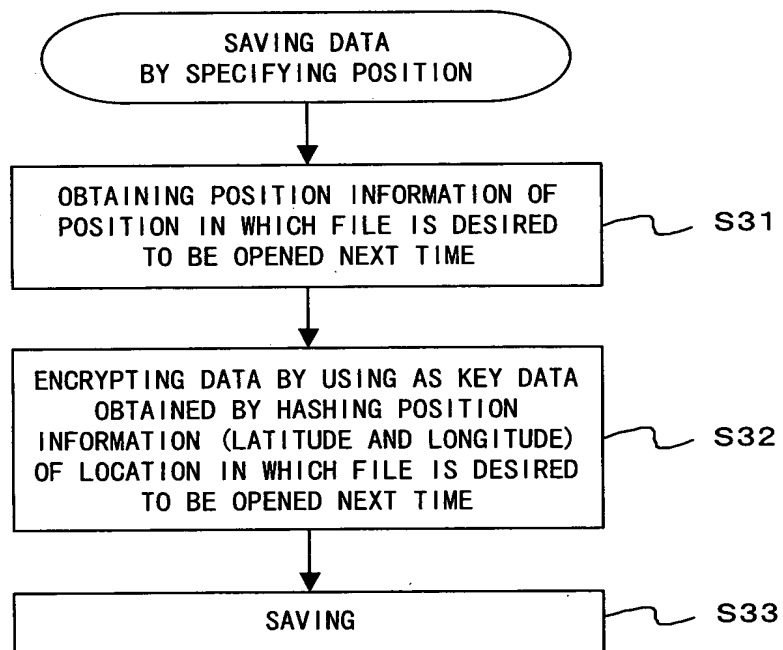 SAVING DATA
BY SPECIFYING POSITION
OBTAINING POSITION INFORMATION OF
POSITION IN WHICH FILE IS DESIRED
TO BE OPENED NEXT TIME
S31
ENCRYPTING DATA BY USING AS KEY DATA
OBTAINED BY HASHING POSITION
INFORMATION (LATITUDE AND LONGITUDE)
OF LOCATION IN WHICH FILE IS DESIRED
TO BE OPENED NEXT TIME
S32
SAVING
S33